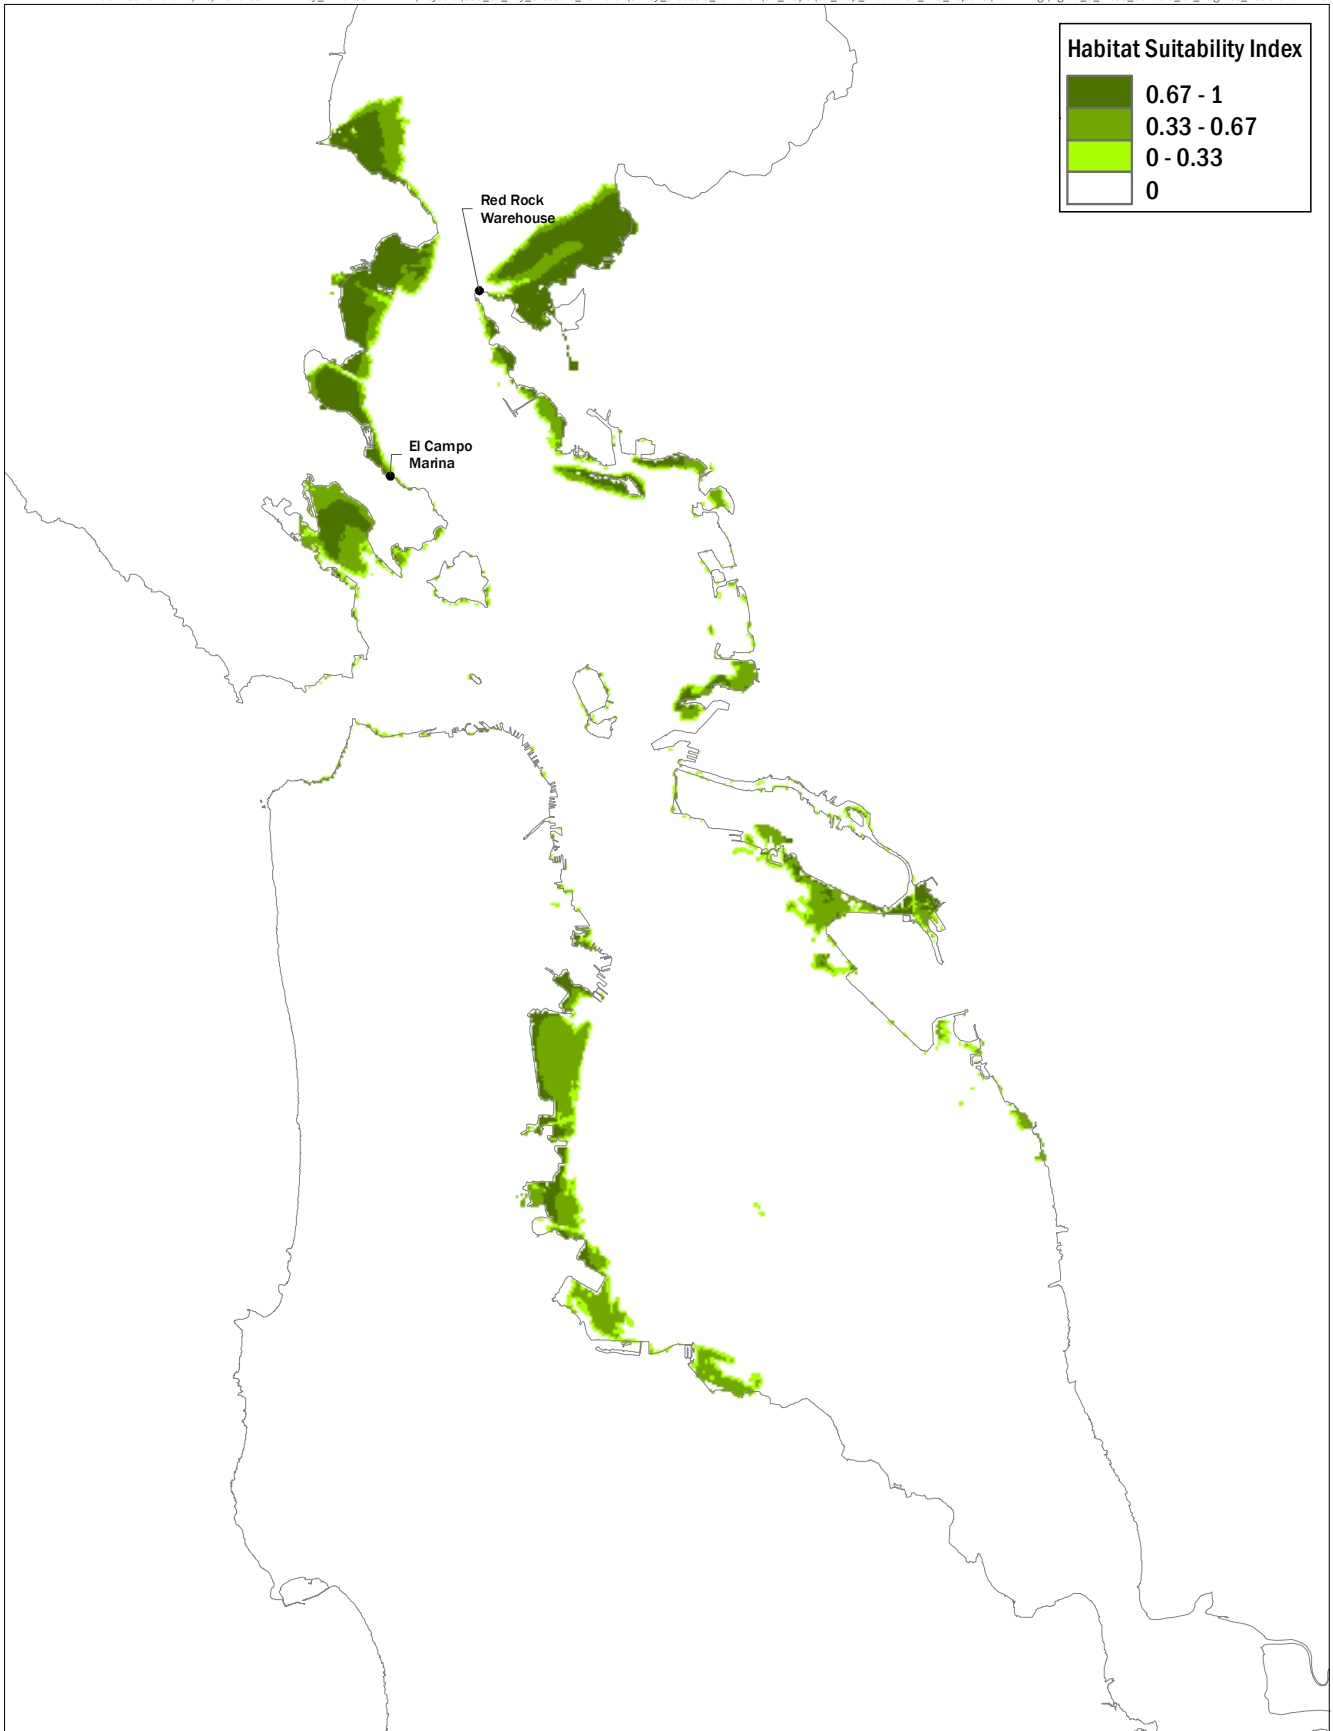 Habitat Suitability Index
0.67 - 1
0.33 - 0.67
0 - 0.33
0
Red Rock
Warehouse
El Campo
Marina